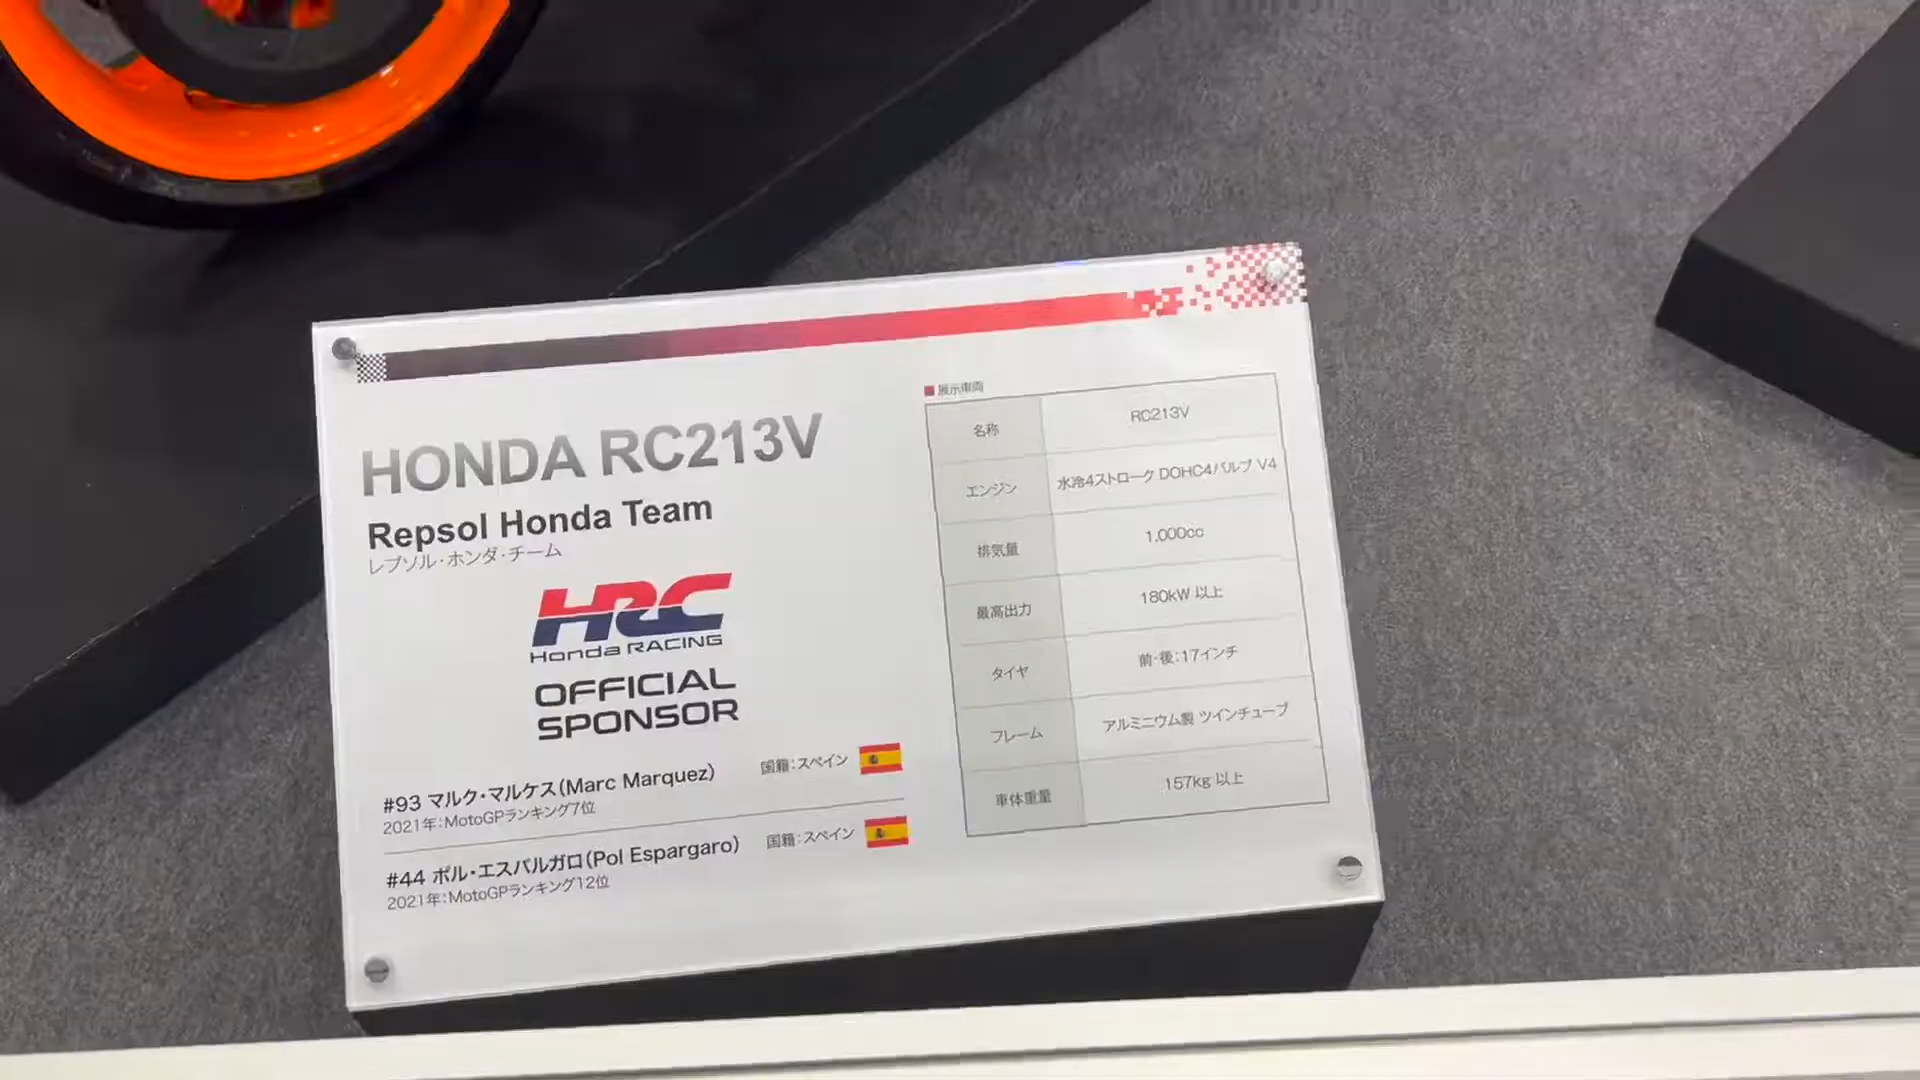 HONDA RC213V
Repsol Honda Team
レプソル・ホンダ・チーム
HRC
Honda RACING
OFFICIAL
SPONSOR
#93 マルク・マルケス(Marc Marquez) 国籍:スペイン
2021年:MotoGPランキング7位
#44 ポル・エスパルガロ(Pol Espargaro) 国籍:スペイン
2021年:MotoGPランキング12位
■展示車両
名称 RC213V
エンジン 水冷4ストローク DOHC4バルブ V4
排気量 1,000cc
最高出力 180kW 以上
タイヤ 前・後:17インチ
フレーム アルミニウム製 ツインチューブ
車体重量 157kg 以上